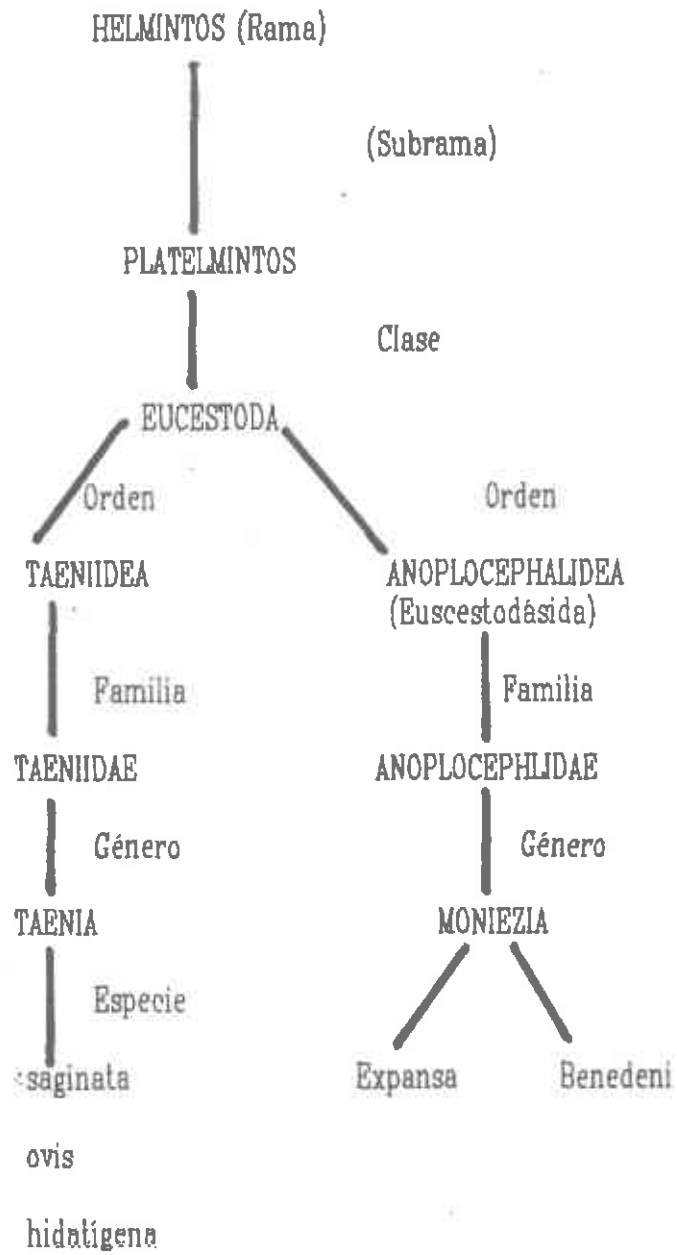 HELMINTOS (Rama)
(Subrama)
PLATELMINTOS
Clase
EUCESTODA
Orden Orden
TAENIIDEA ANOPLOCEPHALIDEA
(Euscestodásida)
Familia Familia
TAENIIDAE ANOPLOCEPHLIDAE
Género Género
TAENIA MONIEZIA
Especie
saginata Expansa Benedeni
ovis
hidatígena